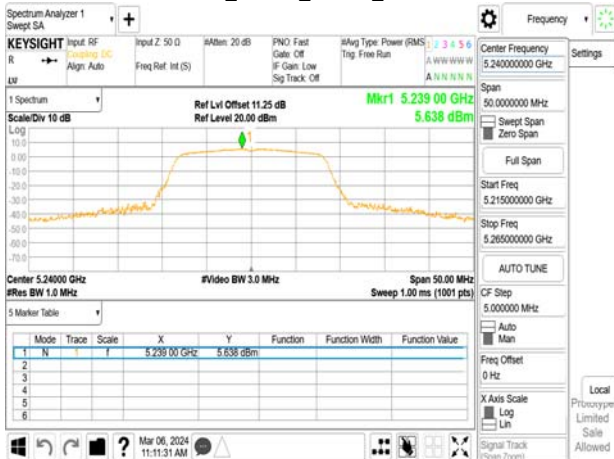 Spectrum Analyzer 1
Swept SA
+
Frequency
KEYSIGHT
R
LVI
Input: RF
Coupling: DC
Align: Auto
Input Z: 50 Ω
Freq Ref: Int (S)
#Atten: 20 dB
PNO: Fast
Gate: Off
IF Gain: Low
Sig Track: Off
#Avg Type: Power (RMS
Trig: Free Run
1 2 3 4 5 6
A W W W W W
A N N N N N
Center Frequency
5.240000000 GHz
Settings
Span
50.0000000 MHz
Swept Span
Zero Span
Full Span
Start Freq
5.215000000 GHz
Stop Freq
5.265000000 GHz
AUTO TUNE
CF Step
5.000000 MHz
Auto
Man
Freq Offset
0 Hz
X Axis Scale
Log
Lin
Signal Track
(Span Zoom)
Local
Prototype
Limited
Sale
Allowed
1 Spectrum
Scale/Div 10 dB
Log
Ref Lvl Offset 11.25 dB
Ref Level 20.00 dBm
Mkr1 5.239 00 GHz
5.638 dBm
1
10.0
0.00
-10.0
-20.0
-30.0
-40.0
-50.0
-60.0
-70.0
Center 5.24000 GHz
#Res BW 1.0 MHz
#Video BW 3.0 MHz
Span 50.00 MHz
Sweep 1.00 ms (1001 pts)
5 Marker Table
Mode Trace Scale X Y Function Function Width Function Value
1 N 1 f 5.239 00 GHz 5.638 dBm
2
3
4
5
6
?
Mar 06, 2024
11:11:31 AM